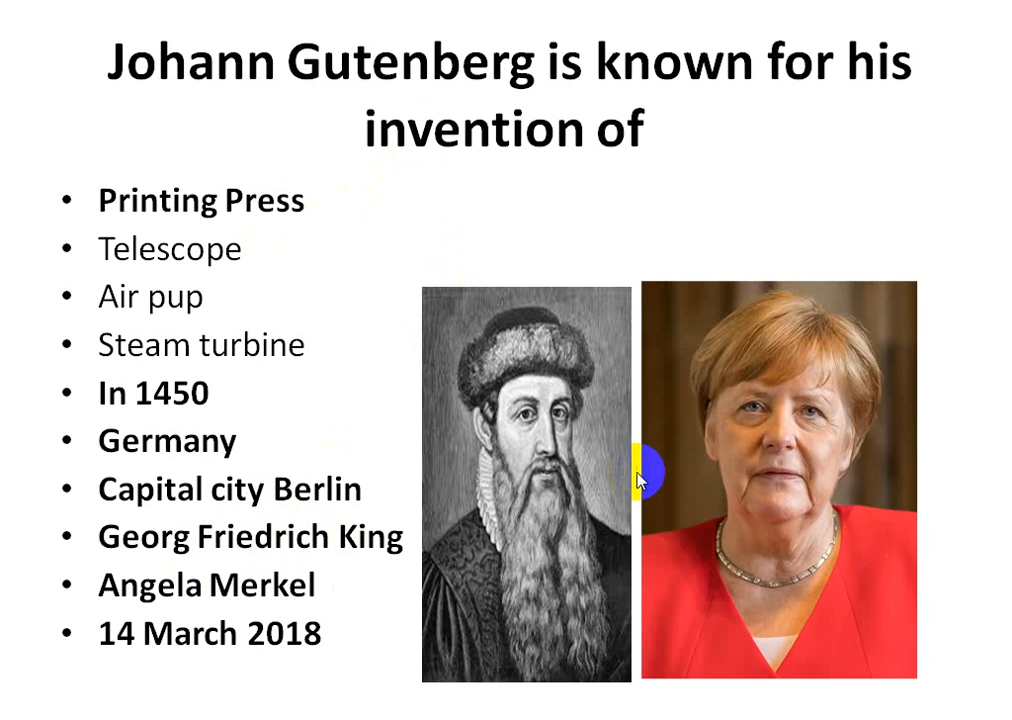 Johann Gutenberg is known for his
invention of
• Printing Press
• Telescope
• Air pup
• Steam turbine
• In 1450
• Germany
• Capital city Berlin
• Georg Friedrich King
• Angela Merkel
• 14 March 2018